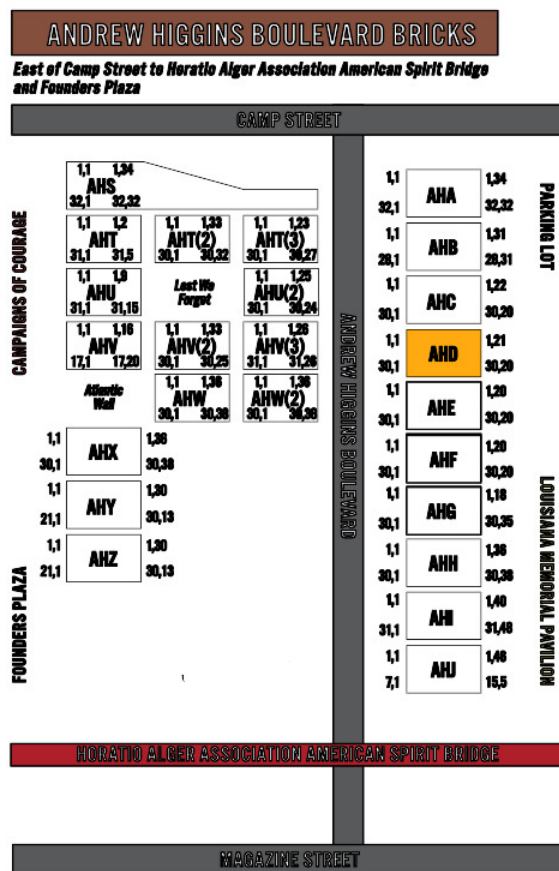 ANDREW HIGGINS BOULEVARD BRICKS
East of Camp Street to Horatio Alger Association American Spirit Bridge
and Founders Plaza
CAMP STREET
CAMPAIGNS OF COURAGE
FOUNDERS PLAZA
1,1 1,34
AHS
32,1 32,32
1,1 1,2
AHT
31,1 31,5
1,1 1,33
AHT(2)
30,1 30,32
1,1 1,23
AHT(3)
30,1 30,27
1,1 1,9
AHU
31,1 31,15
Lest We
Forget
1,1 1,25
AHU(2)
30,1 30,24
1,1 1,16
AHV
17,1 17,20
1,1 1,33
AHV(2)
30,1 30,25
1,1 1,26
AHV(3)
31,1 31,26
Atlantic
Wall
1,1 1,36
AHW
30,1 30,38
1,1 1,36
AHW(2)
30,1 30,38
1,1 1,36
AHX
30,1 30,38
1,1 1,30
AHY
21,1 30,13
1,1 1,30
AHZ
21,1 30,13
ANDREW HIGGINS BOULEVARD
1,1 1,34
AHA
32,1 32,32
1,1 1,31
AHB
28,1 28,31
1,1 1,22
AHC
30,1 30,20
1,1 1,21
AHD
30,1 30,20
1,1 1,20
AHE
30,1 30,20
1,1 1,20
AHF
30,1 30,20
1,1 1,18
AHG
30,1 30,35
1,1 1,36
AHH
30,1 30,38
1,1 1,40
AHI
31,1 31,48
1,1 1,46
AHJ
7,1 15,5
PARKING LOT
LOUISIANA MEMORIAL PAVILION
HORATIO ALGER ASSOCIATION AMERICAN SPIRIT BRIDGE
MAGAZINE STREET